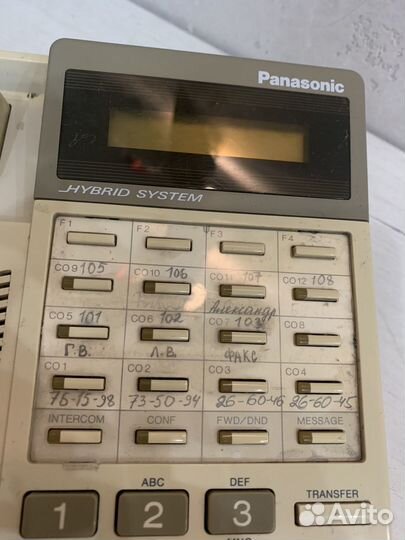 Panasonic
HYBRID SYSTEM
F1 F2 F3 F4
CO9 105 CO10 106 CO11 107 CO12 108
Александр
CO5 101 CO6 102 CO7 103 CO8
Г.В. Л.В. ФАКС
CO1 CO2 CO3 CO4
76-15-98 73-50-94 26-60-46 26-60-45
INTERCOM CONF FWD/DND MESSAGE
ABC DEF TRANSFER
1 2 3
Avito